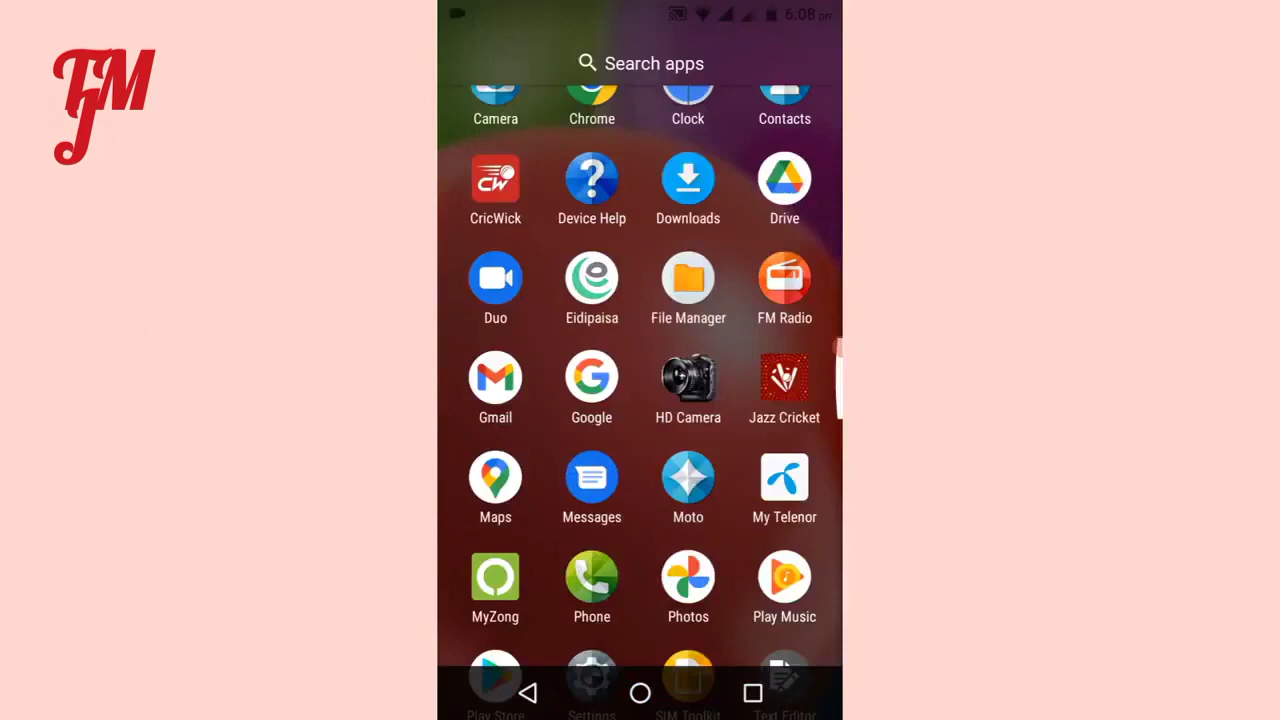 FM
J
6:08 pm
Search apps
Camera Chrome Clock Contacts
CW
CricWick Device Help Downloads Drive
Duo Eidipaisa File Manager FM Radio
Gmail Google HD Camera Jazz Cricket
Maps Messages Moto My Telenor
MyZong Phone Photos Play Music
Play Store Settings SIM Toolkit Text Editor